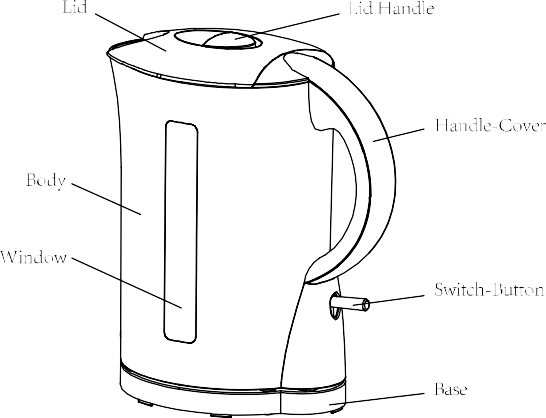 Lid
Lid Handle
Handle-Cover
Body
Window
Switch-Button
Base